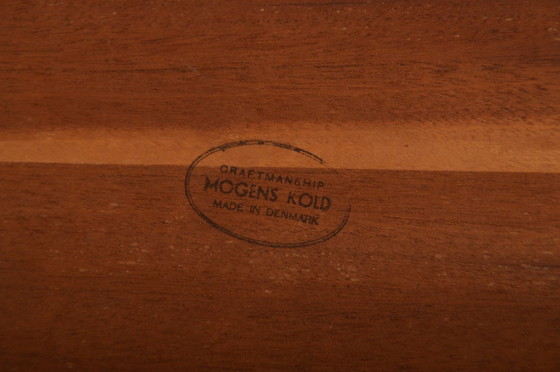 CRAFTMANSHIP
MOGENS KOLD
MADE IN DENMARK